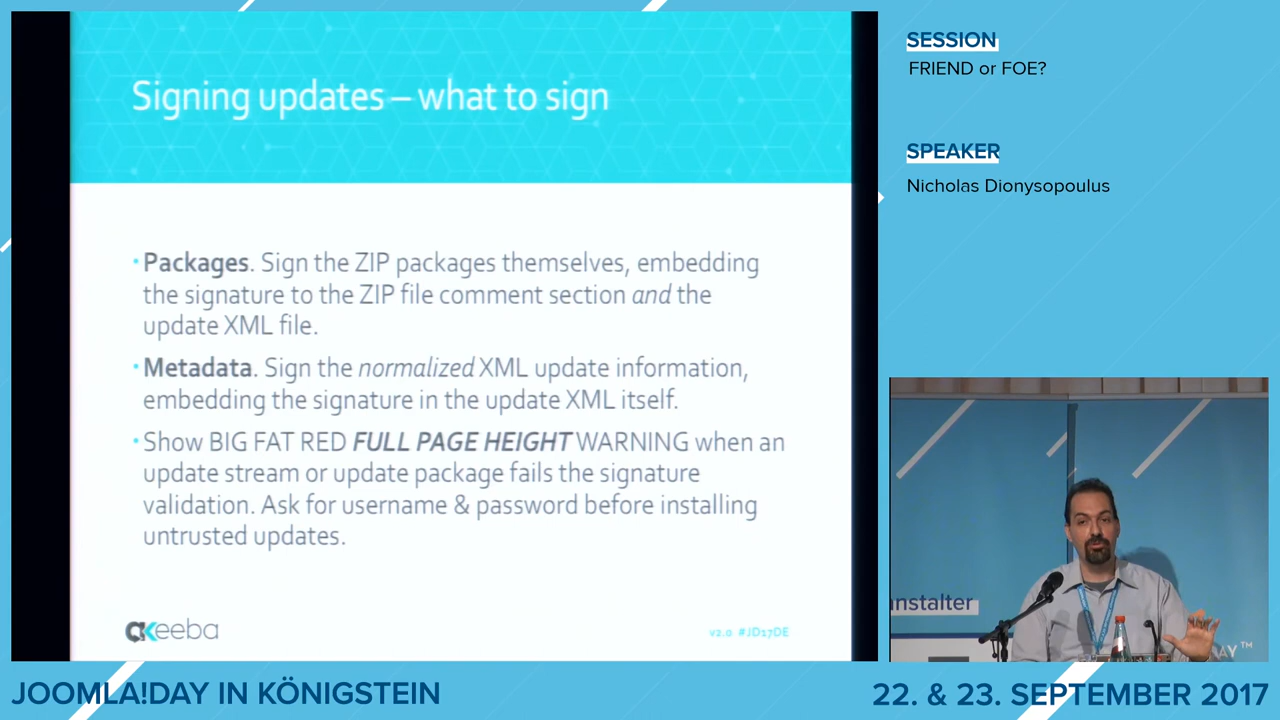 Signing updates – what to sign
• Packages. Sign the ZIP packages themselves, embedding
the signature to the ZIP file comment section and the
update XML file.
• Metadata. Sign the normalized XML update information,
embedding the signature in the update XML itself.
• Show BIG FAT RED FULL PAGE HEIGHT WARNING when an
update stream or update package fails the signature
validation. Ask for username & password before installing
untrusted updates.
akeeba
v2.0 #JD17DE
SESSION
FRIEND or FOE?
SPEAKER
Nicholas Dionysopoulus
nstalter
AY™
JOOMLA!DAY IN KÖNIGSTEIN
22. & 23. SEPTEMBER 2017